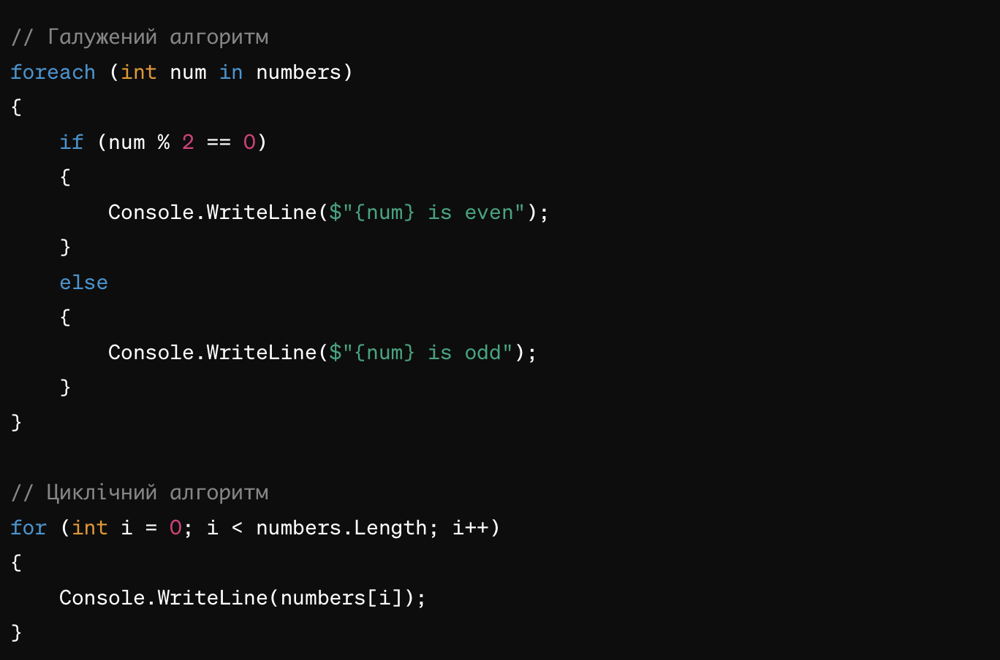 // Галужений алгоритм
foreach (int num in numbers)
{
    if (num % 2 == 0)
    {
        Console.WriteLine($"{num} is even");
    }
    else
    {
        Console.WriteLine($"{num} is odd");
    }
}

// Циклічний алгоритм
for (int i = 0; i < numbers.Length; i++)
{
    Console.WriteLine(numbers[i]);
}